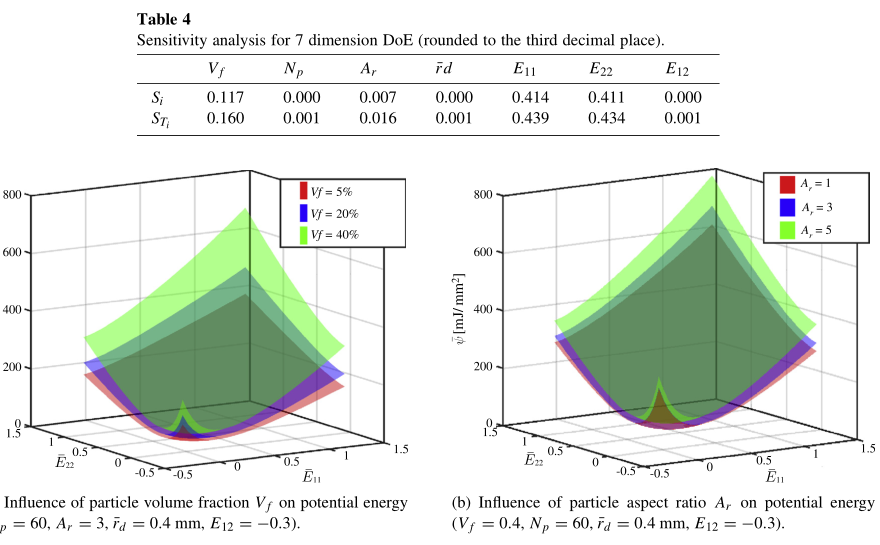 Table 4
Sensitivity analysis for 7 dimension DoE (rounded to the third decimal place).
V_f N_p A_r r̄d E_11 E_22 E_12
S_i 0.117 0.000 0.007 0.000 0.414 0.411 0.000
S_{T_i} 0.160 0.001 0.016 0.001 0.439 0.434 0.001
800
600
400
200
0
1.5
1
0.5
0
-0.5
Ē_22
-0.5
0
0.5
1
1.5
Ē_11
Vf = 5%
Vf = 20%
Vf = 40%
Influence of particle volume fraction V_f on potential energy
p = 60, A_r = 3, r̄_d = 0.4 mm, E_12 = −0.3).
ψ̄ [mJ/mm²]
800
600
400
200
0
1.5
1
0.5
0
-0.5
Ē_22
-0.5
0
0.5
1
1.5
Ē_11
A_r = 1
A_r = 3
A_r = 5
(b) Influence of particle aspect ratio A_r on potential energy
(V_f = 0.4, N_p = 60, r̄_d = 0.4 mm, E_12 = −0.3).